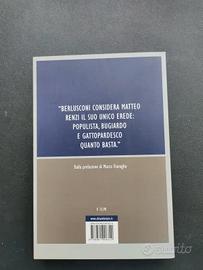 "BERLUSCONI CONSIDERA MATTEO
RENZI IL SUO UNICO EREDE:
POPULISTA, BUGIARDO
E GATTOPARDESCO
QUANTO BASTA."
Dalla prefazione di Marco Travaglio
subito